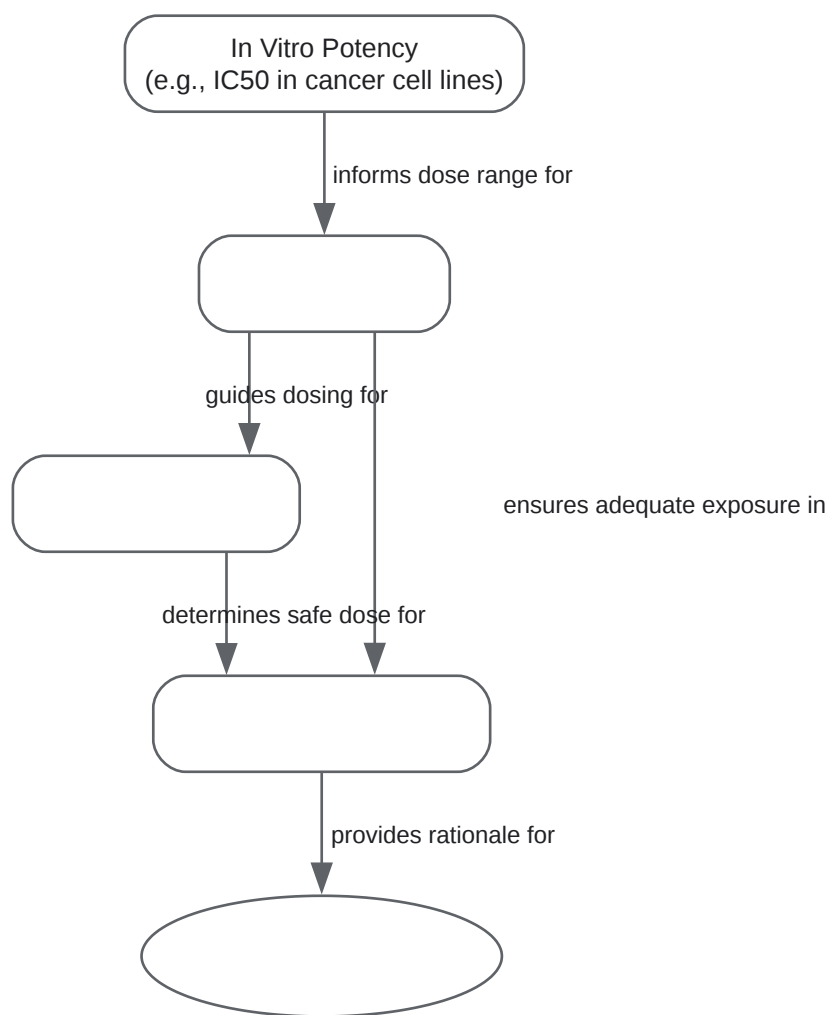 In Vitro Potency
(e.g., IC50 in cancer cell lines)
informs dose range for
guides dosing for
ensures adequate exposure in
determines safe dose for
provides rationale for